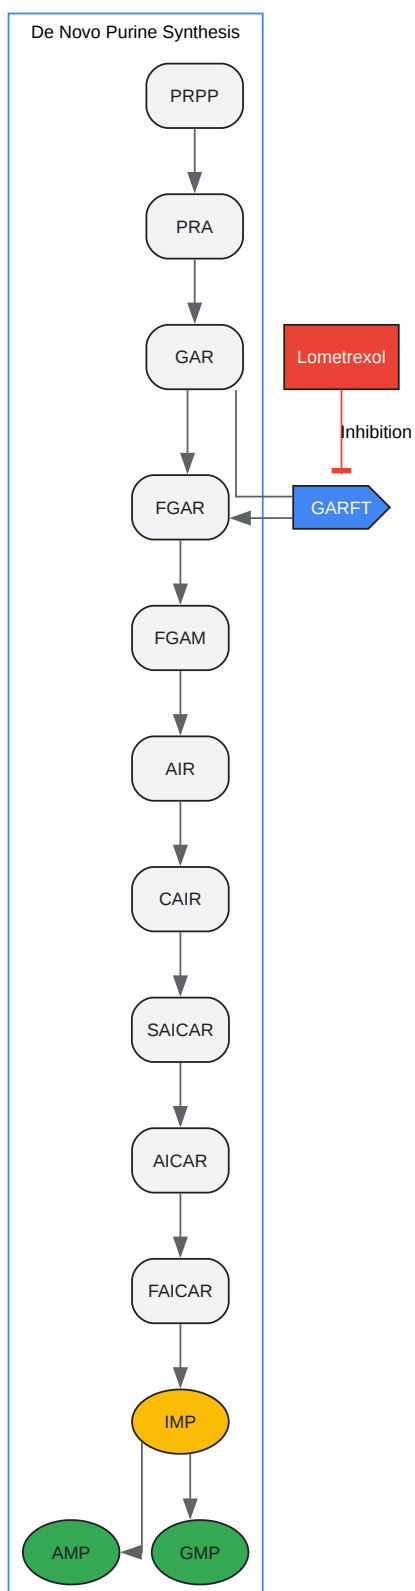 De Novo Purine Synthesis
PRPP
PRA
GAR
Lometrexol
Inhibition
FGAR
GARFT
FGAM
AIR
CAIR
SAICAR
AICAR
FAICAR
IMP
AMP
GMP